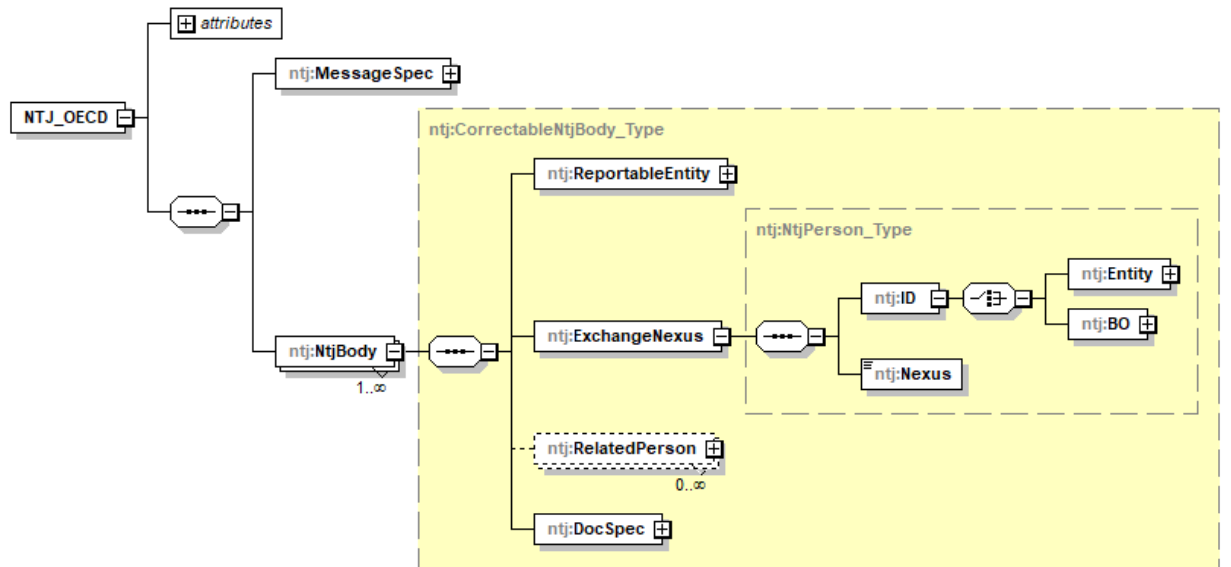 attributes
ntj:MessageSpec
NTJ_OECD
ntj:CorrectableNtjBody_Type
ntj:ReportableEntity
ntj:NtjPerson_Type
ntj:Entity
ntj:ID
ntj:BO
ntj:NtjBody
1..∞
ntj:ExchangeNexus
ntj:Nexus
ntj:RelatedPerson
0..∞
ntj:DocSpec